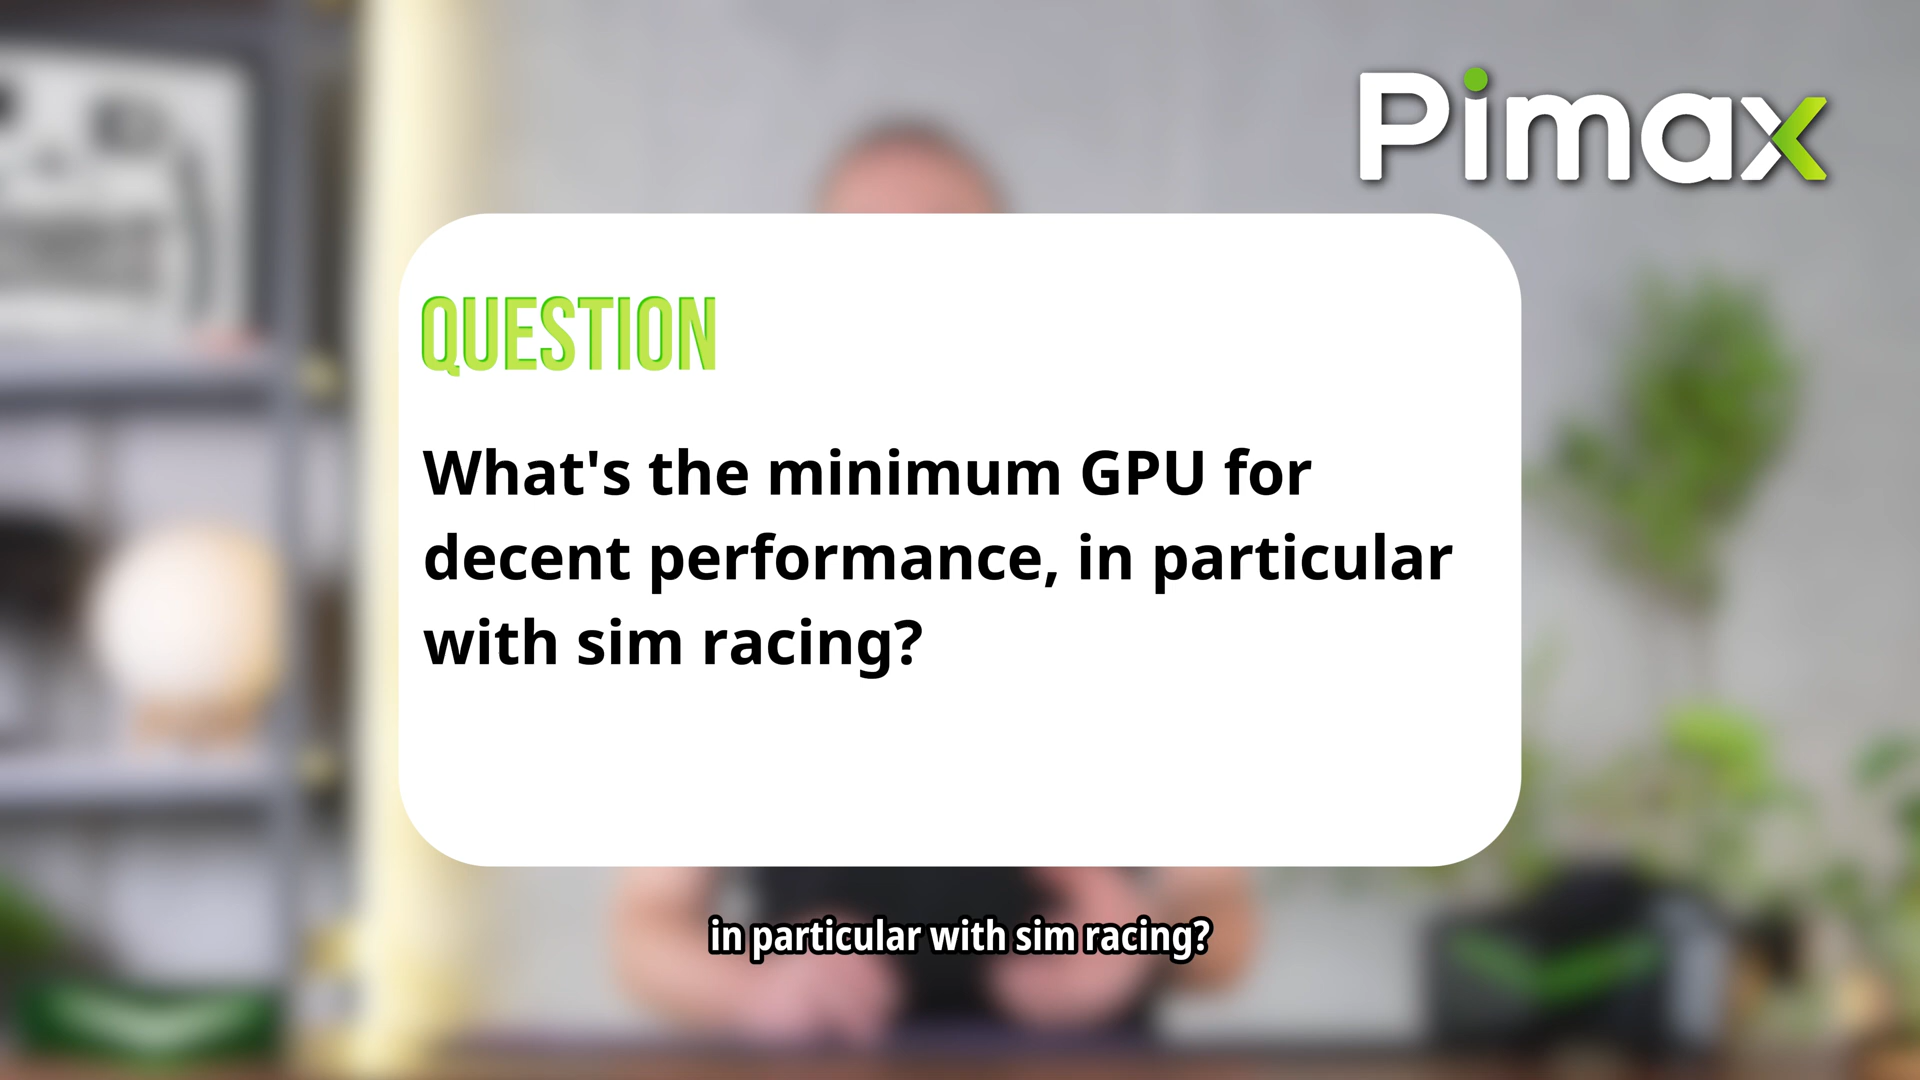 Pimax
QUESTION
What's the minimum GPU for
decent performance, in particular
with sim racing?
in particular with sim racing?